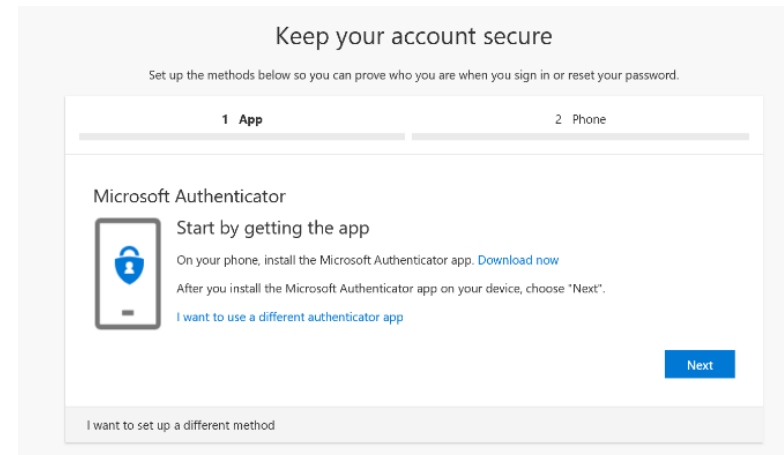 Keep your account secure
Set up the methods below so you can prove who you are when you sign in or reset your password.
1 App
2 Phone
Microsoft Authenticator
Start by getting the app
On your phone, install the Microsoft Authenticator app. Download now
After you install the Microsoft Authenticator app on your device, choose "Next".
I want to use a different authenticator app
Next
I want to set up a different method